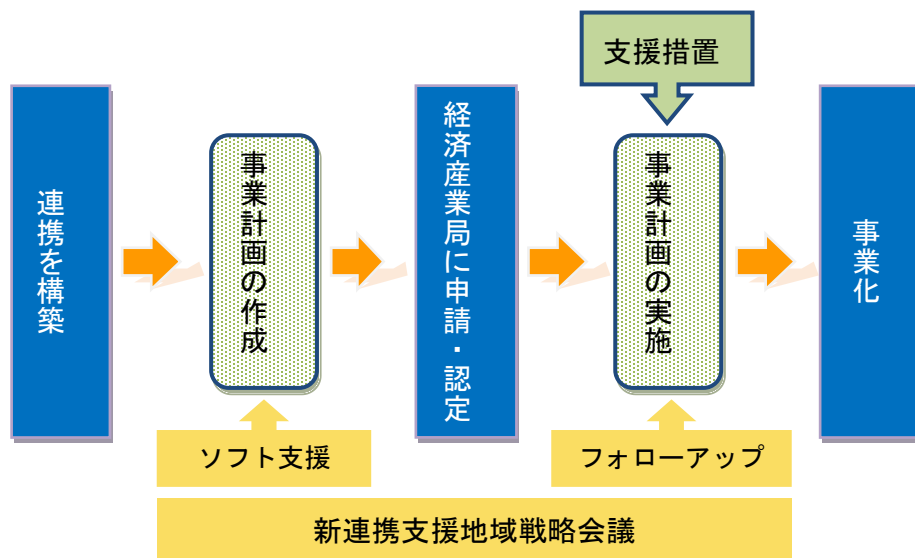 支援措置
連携を構築
事業計画の作成
経済産業局に申請・認定
事業計画の実施
事業化
ソフト支援
フォローアップ
新連携支援地域戦略会議